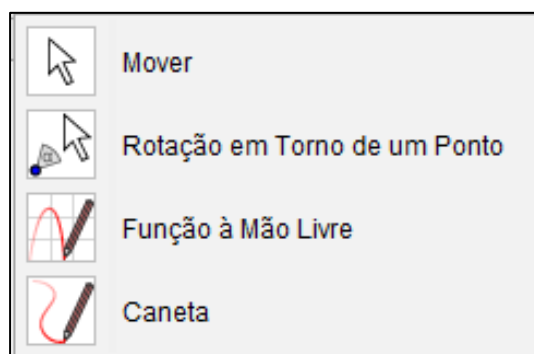 Mover
Rotação em Torno de um Ponto
Função à Mão Livre
Caneta